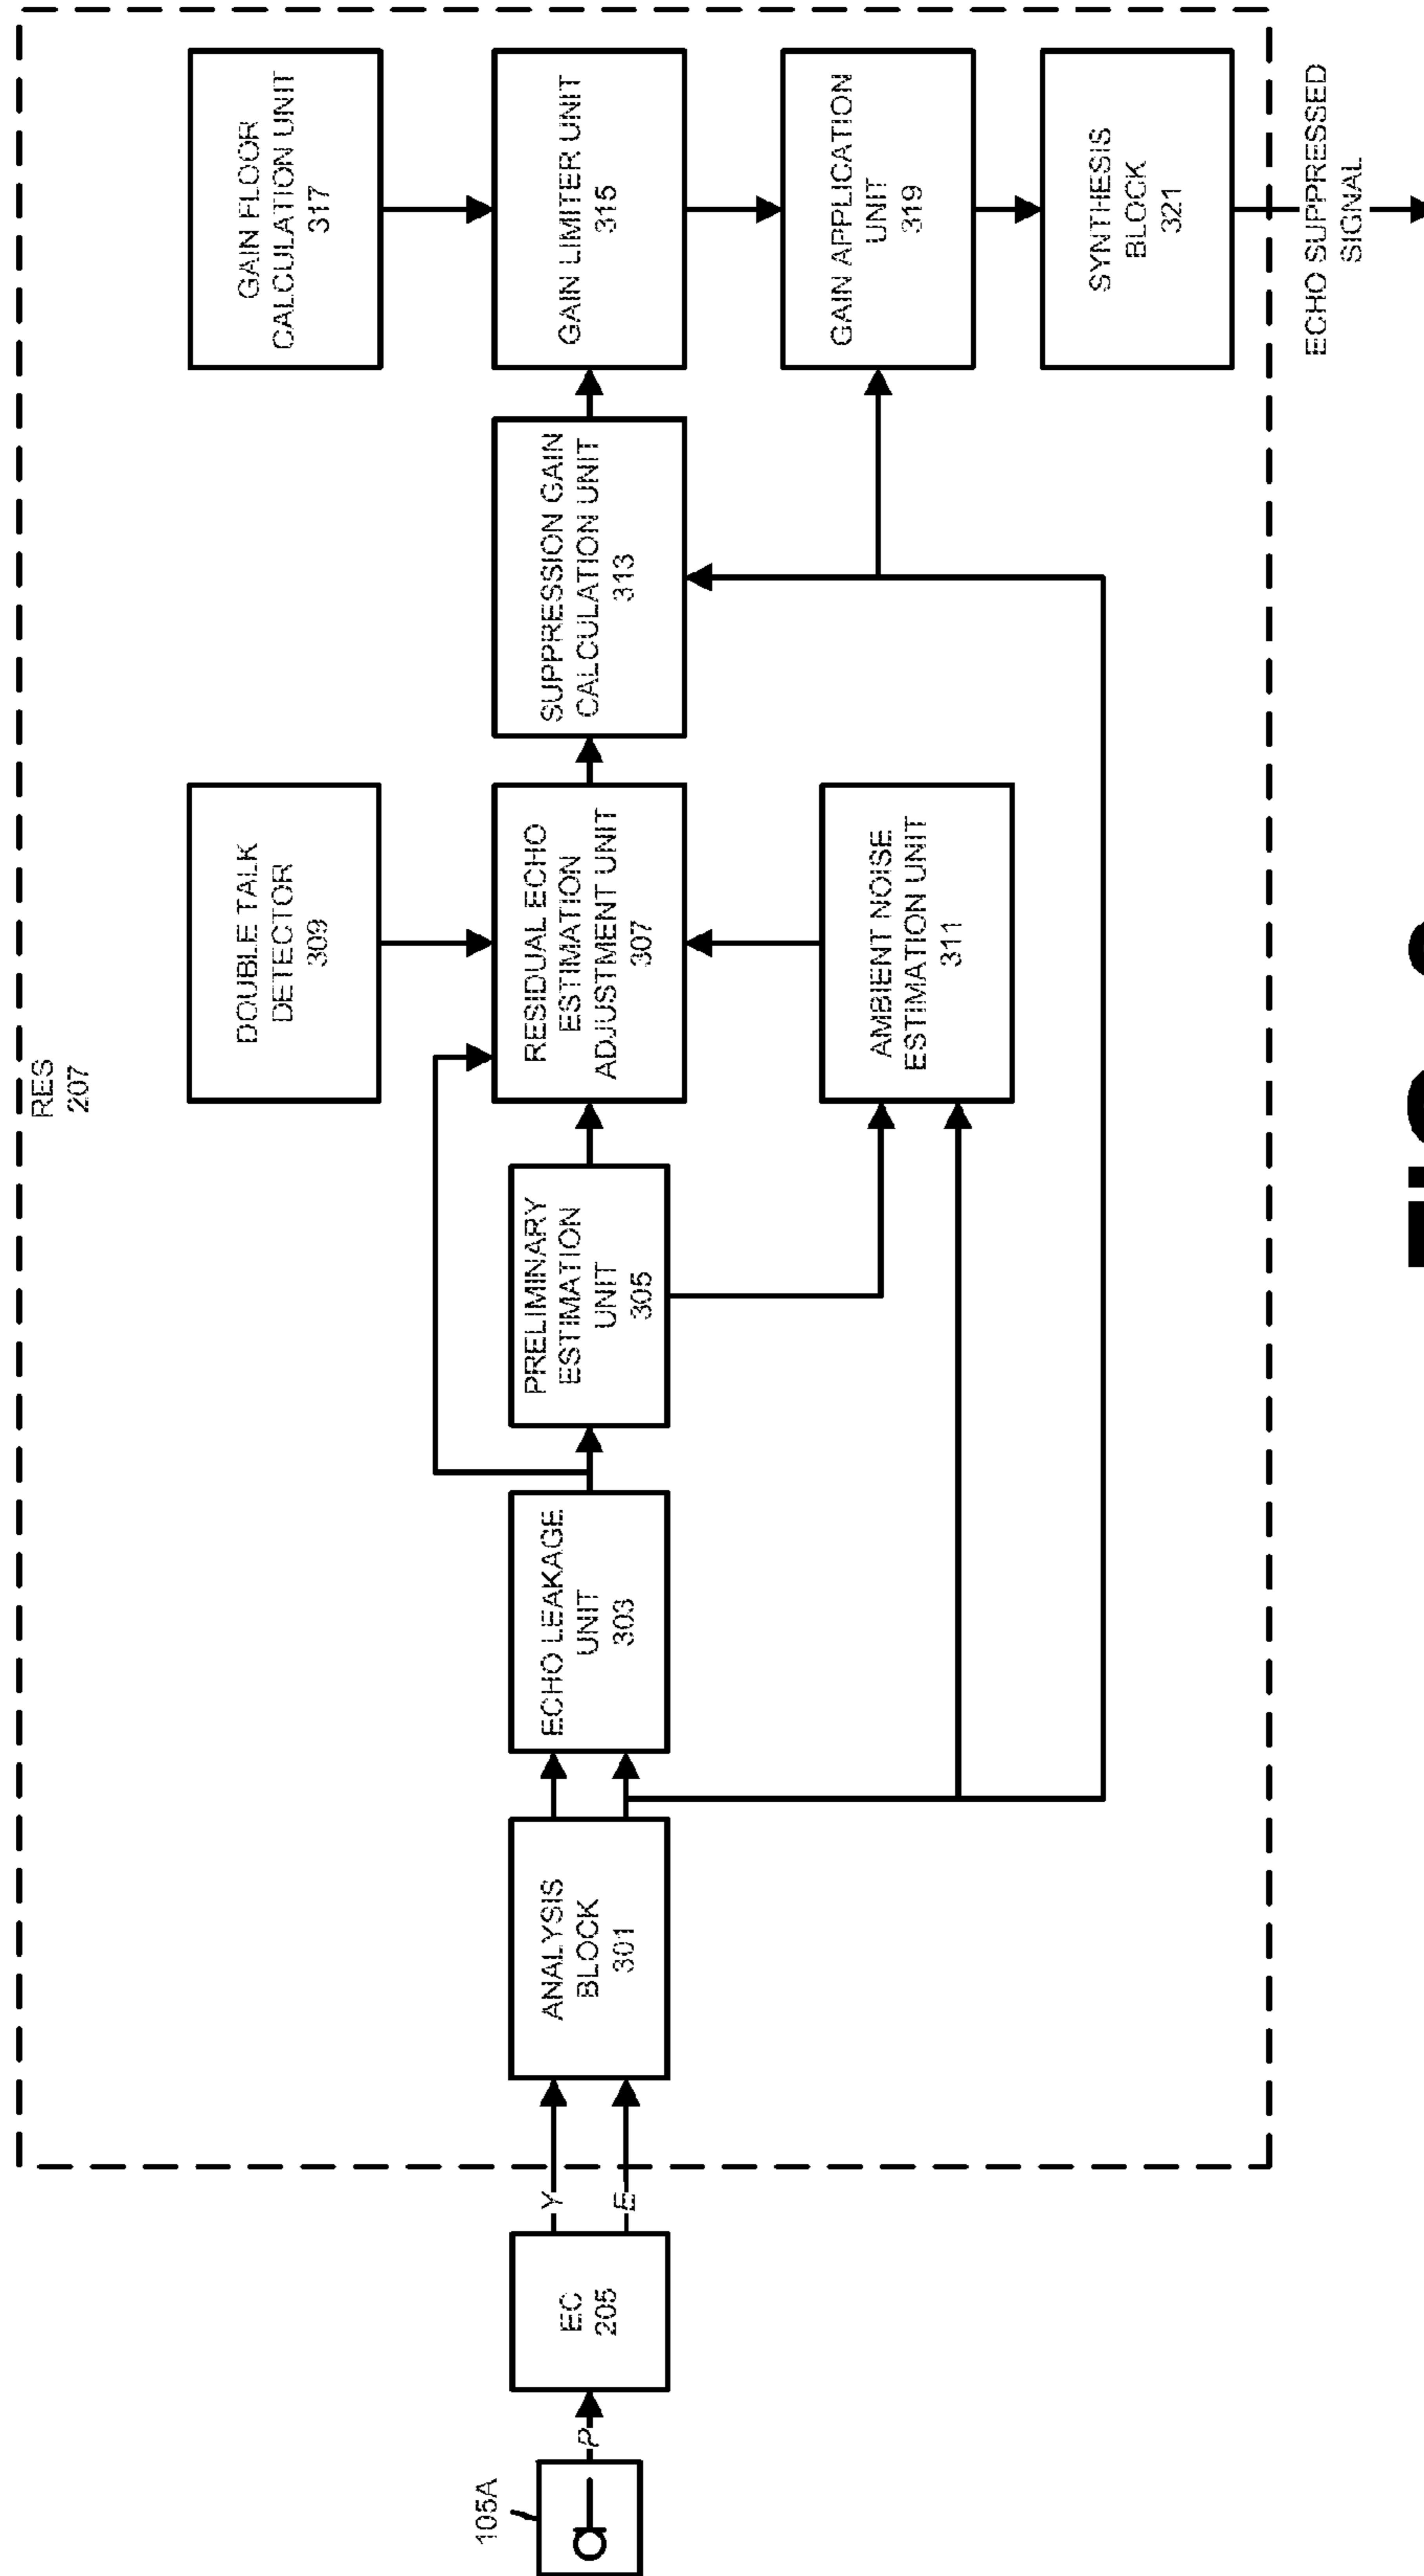 RES
207
DOUBLE TALK
DETECTOR
309
GAIN FLOOR
CALCULATION UNIT
317
105A
P
EC
205
Y
E
ANALYSIS
BLOCK
301
ECHO LEAKAGE
UNIT
303
PRELIMINARY
ESTIMATION
UNIT
305
RESIDUAL ECHO
ESTIMATION
ADJUSTMENT UNIT
307
SUPPRESSION GAIN
CALCULATION UNIT
313
GAIN LIMITER UNIT
315
AMBIENT NOISE
ESTIMATION UNIT
311
GAIN APPLICATION
UNIT
319
SYNTHESIS
BLOCK
321
ECHO SUPPRESSED
SIGNAL